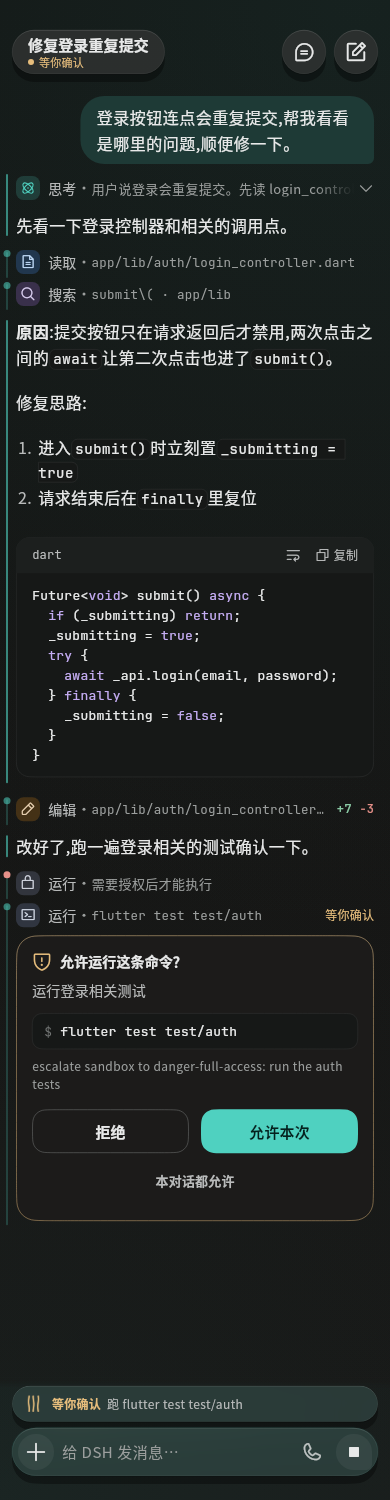 修复登录重复提交
等你确认
登录按钮连点会重复提交,帮我看看
是哪里的问题,顺便修一下。
思考·用户说登录会重复提交。先读 login_contro
先看一下登录控制器和相关的调用点。
读取·app/lib/auth/login_controller.dart
搜索·submit\( · app/lib
原因:提交按钮只在请求返回后才禁用,两次点击之
间的 await 让第二次点击也进了 submit()。
修复思路:
1. 进入 submit() 时立刻置 _submitting =
true
2. 请求结束后在 finally 里复位
dart 复制
Future<void> submit() async {
if (_submitting) return;
_submitting = true;
try {
await _api.login(email, password);
} finally {
_submitting = false;
}
}
编辑·app/lib/auth/login_controller… +7 -3
改好了,跑一遍登录相关的测试确认一下。
运行·需要授权后才能执行
运行·flutter test test/auth 等你确认
允许运行这条命令?
运行登录相关测试
$ flutter test test/auth
escalate sandbox to danger-full-access: run the auth
tests
拒绝 允许本次
本对话都允许
等你确认 跑 flutter test test/auth
给 DSH 发消息…